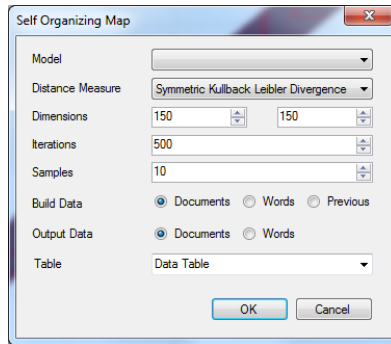 Self Organizing Map
Model
Distance Measure Symmetric Kullback Leibler Divergence
Dimensions 150 150
Iterations 500
Samples 10
Build Data Documents Words Previous
Output Data Documents Words
Table Data Table
OK Cancel